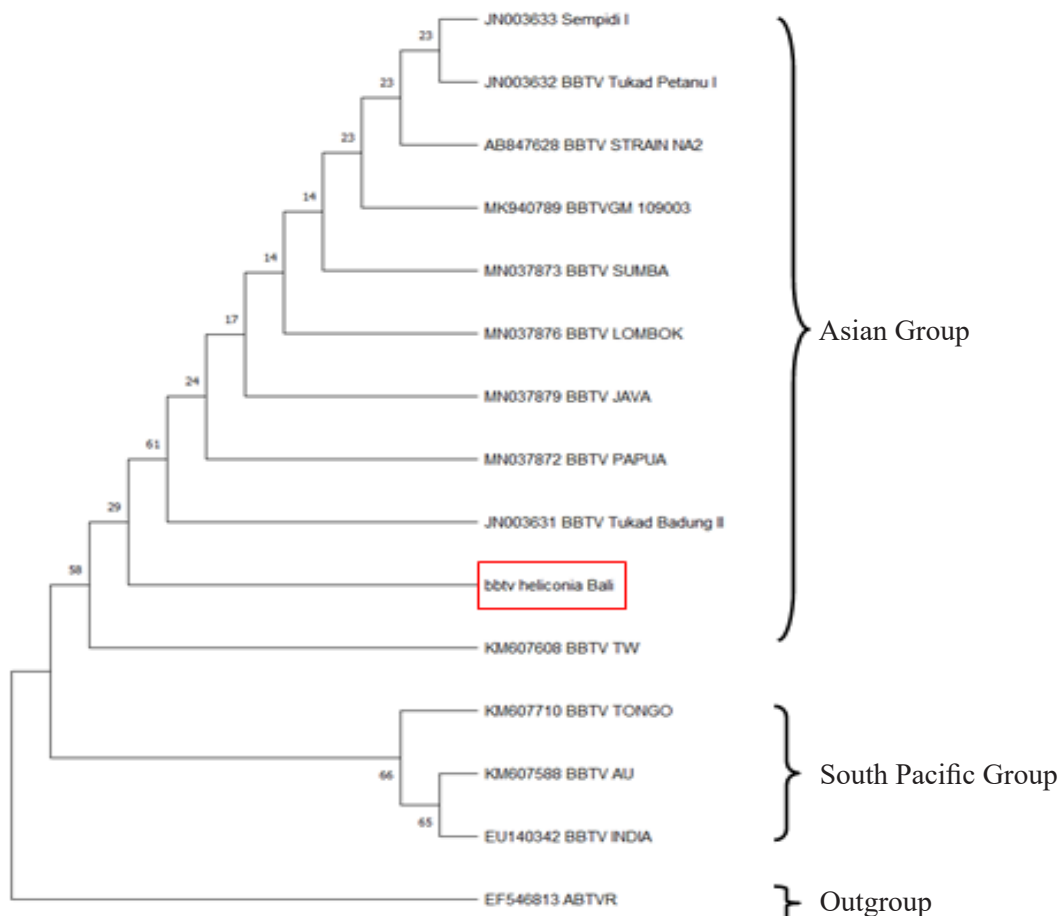 JN003633 Sempidi I
23
JN003632 BBTV Tukad Petanu I
23
AB847628 BBTV STRAIN NA2
23
MK940789 BBTVGM 109003
14
MN037873 BBTV SUMBA
14
MN037876 BBTV LOMBOK
Asian Group
17
MN037879 BBTV JAVA
24
MN037872 BBTV PAPUA
61
JN003631 BBTV Tukad Badung II
29
bbtv heliconia Bali
58
KM607608 BBTV TW
KM607710 BBTV TONGO
66
KM607588 BBTV AU
South Pacific Group
65
EU140342 BBTV INDIA
EF546813 ABTVR
Outgroup